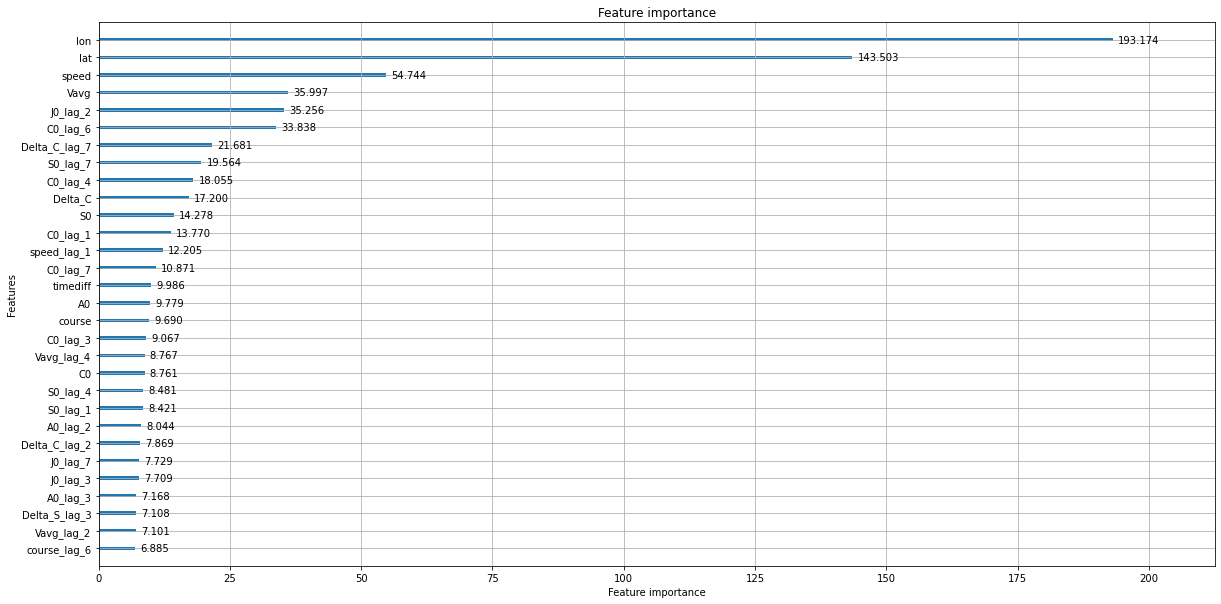 Feature importance
lon 193.174
lat 143.503
speed 54.744
Vavg 35.997
J0_lag_2 35.256
C0_lag_6 33.838
Delta_C_lag_7 21.681
S0_lag_7 19.564
C0_lag_4 18.055
Delta_C 17.200
S0 14.278
C0_lag_1 13.770
speed_lag_1 12.205
C0_lag_7 10.871
timediff 9.986
A0 9.779
course 9.690
C0_lag_3 9.067
Vavg_lag_4 8.767
C0 8.761
S0_lag_4 8.481
S0_lag_1 8.421
A0_lag_2 8.044
Delta_C_lag_2 7.869
J0_lag_7 7.729
J0_lag_3 7.709
A0_lag_3 7.168
Delta_S_lag_3 7.108
Vavg_lag_2 7.101
course_lag_6 6.885
Features
0 25 50 75 100 125 150 175 200
Feature importance